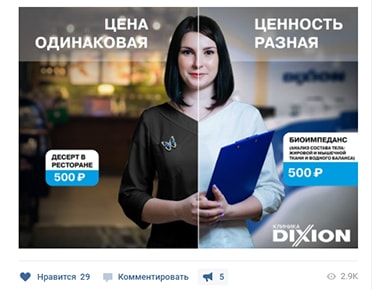 ЦЕНА
ОДИНАКОВАЯ
ЦЕННОСТЬ
РАЗНАЯ
ДЕСЕРТ В
РЕСТОРАНЕ
500 ₽
БИОИМПЕДАНС
(АНАЛИЗ СОСТАВА ТЕЛА:
ЖИРОВОЙ И МЫШЕЧНОЙ
ТКАНИ И ВОДНОГО БАЛАНСА)
500 ₽
КЛИНИКА
DIXION
Нравится 29
Комментировать
5
2.9K